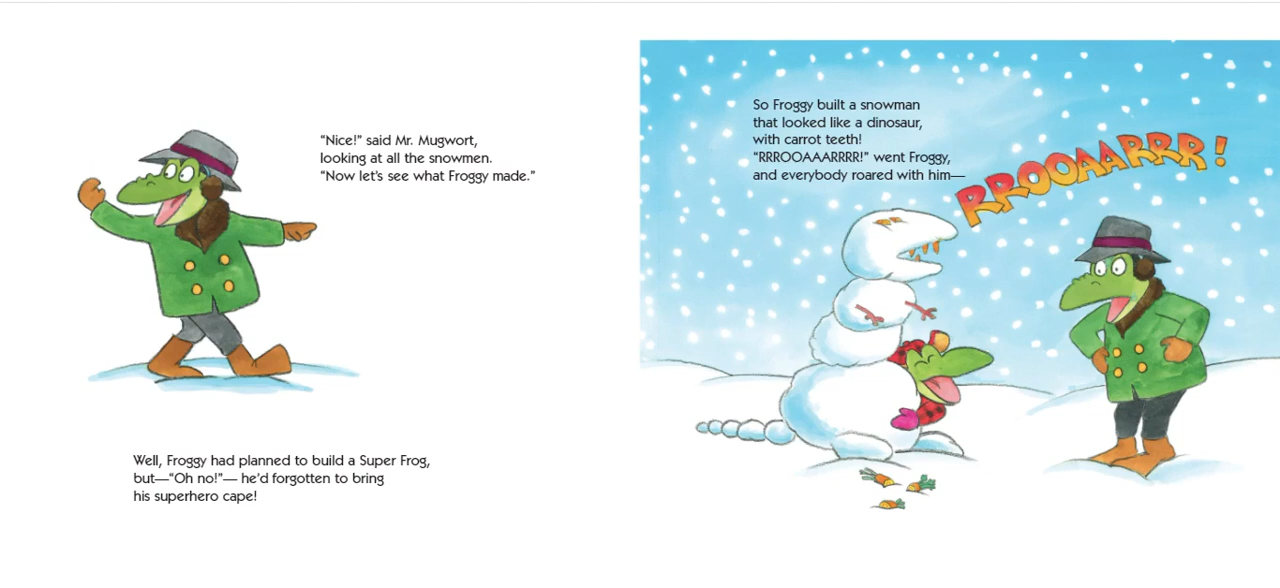 “Nice!” said Mr. Mugwort,
looking at all the snowmen.
“Now let’s see what Froggy made.”
Well, Froggy had planned to build a Super Frog,
but—“Oh no!”— he’d forgotten to bring
his superhero cape!
So Froggy built a snowman
that looked like a dinosaur,
with carrot teeth!
“RRROOAAARRRR!” went Froggy,
and everybody roared with him—
RROOAARRR!